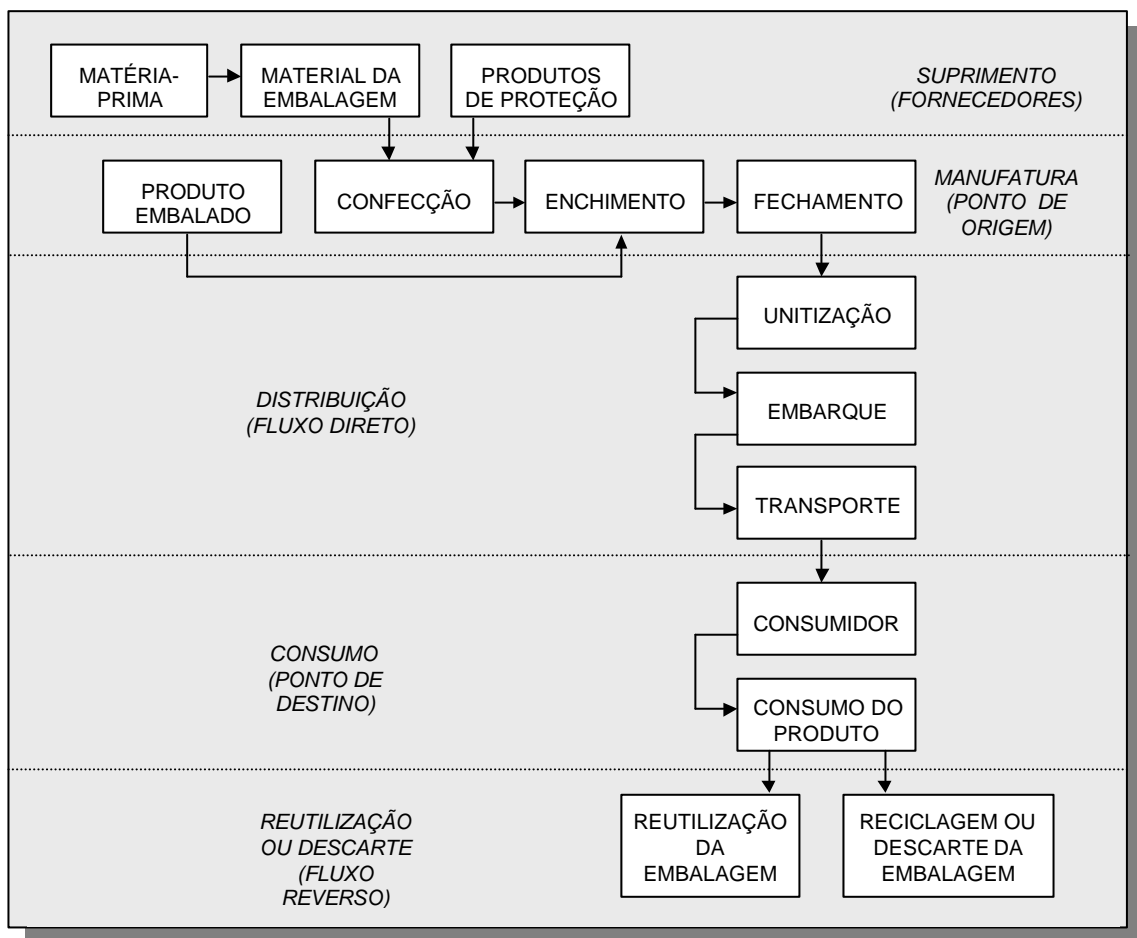 MATÉRIA-
PRIMA
MATERIAL DA
EMBALAGEM
PRODUTOS
DE PROTEÇÃO
SUPRIMENTO
(FORNECEDORES)
PRODUTO
EMBALADO
CONFECÇÃO
ENCHIMENTO
FECHAMENTO
MANUFATURA
(PONTO DE
ORIGEM)
UNITIZAÇÃO
DISTRIBUIÇÃO
(FLUXO DIRETO)
EMBARQUE
TRANSPORTE
CONSUMIDOR
CONSUMO
(PONTO DE
DESTINO)
CONSUMO DO
PRODUTO
REUTILIZAÇÃO
OU DESCARTE
(FLUXO
REVERSO)
REUTILIZAÇÃO
DA
EMBALAGEM
RECICLAGEM OU
DESCARTE DA
EMBALAGEM